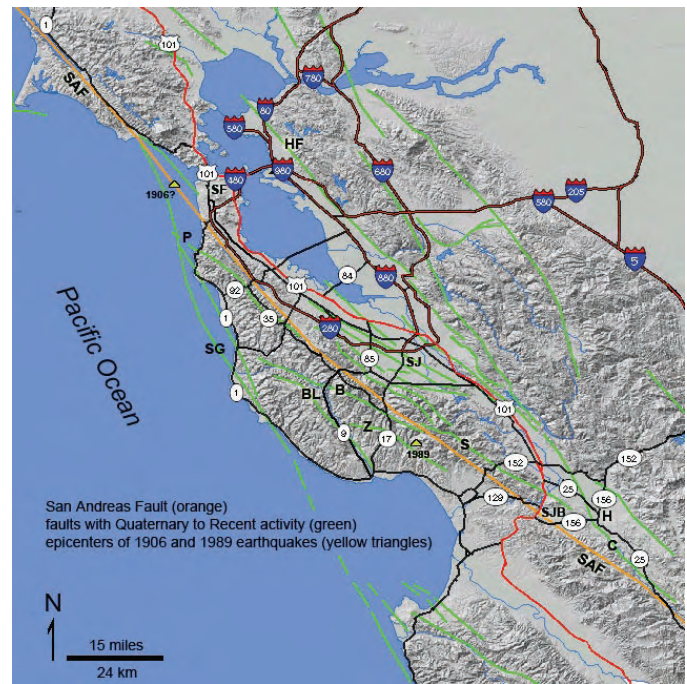 1
101
SAF
780
80
580
HF
101
480
980
680
1906?
SF
580
205
5
P
84
880
92
101
1
35
280
Pacific Ocean
SG
85
SJ
1
BL
B
101
Z
9
17
1989
S
152
152
129
25
156
San Andreas Fault (orange)
faults with Quaternary to Recent activity (green)
epicenters of 1906 and 1989 earthquakes (yellow triangles)
SJB
H
156
C
SAF
25
N
15 miles
24 km